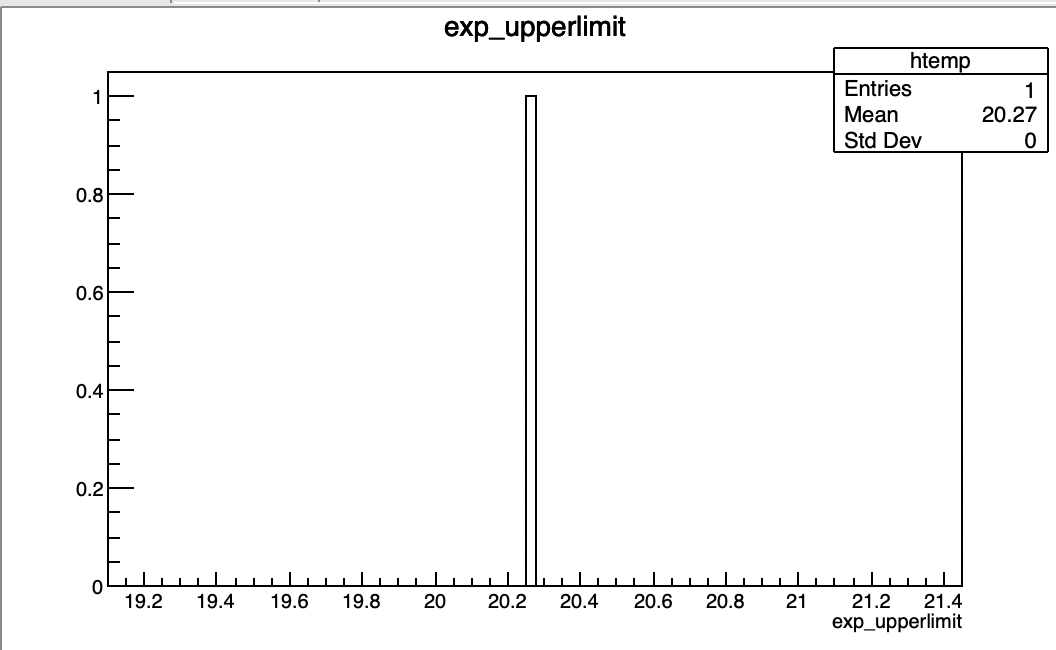 exp_upperlimit
htemp
Entries 1
Mean 20.27
Std Dev 0
1
0.8
0.6
0.4
0.2
0
19.2 19.4 19.6 19.8 20 20.2 20.4 20.6 20.8 21 21.2 21.4
exp_upperlimit